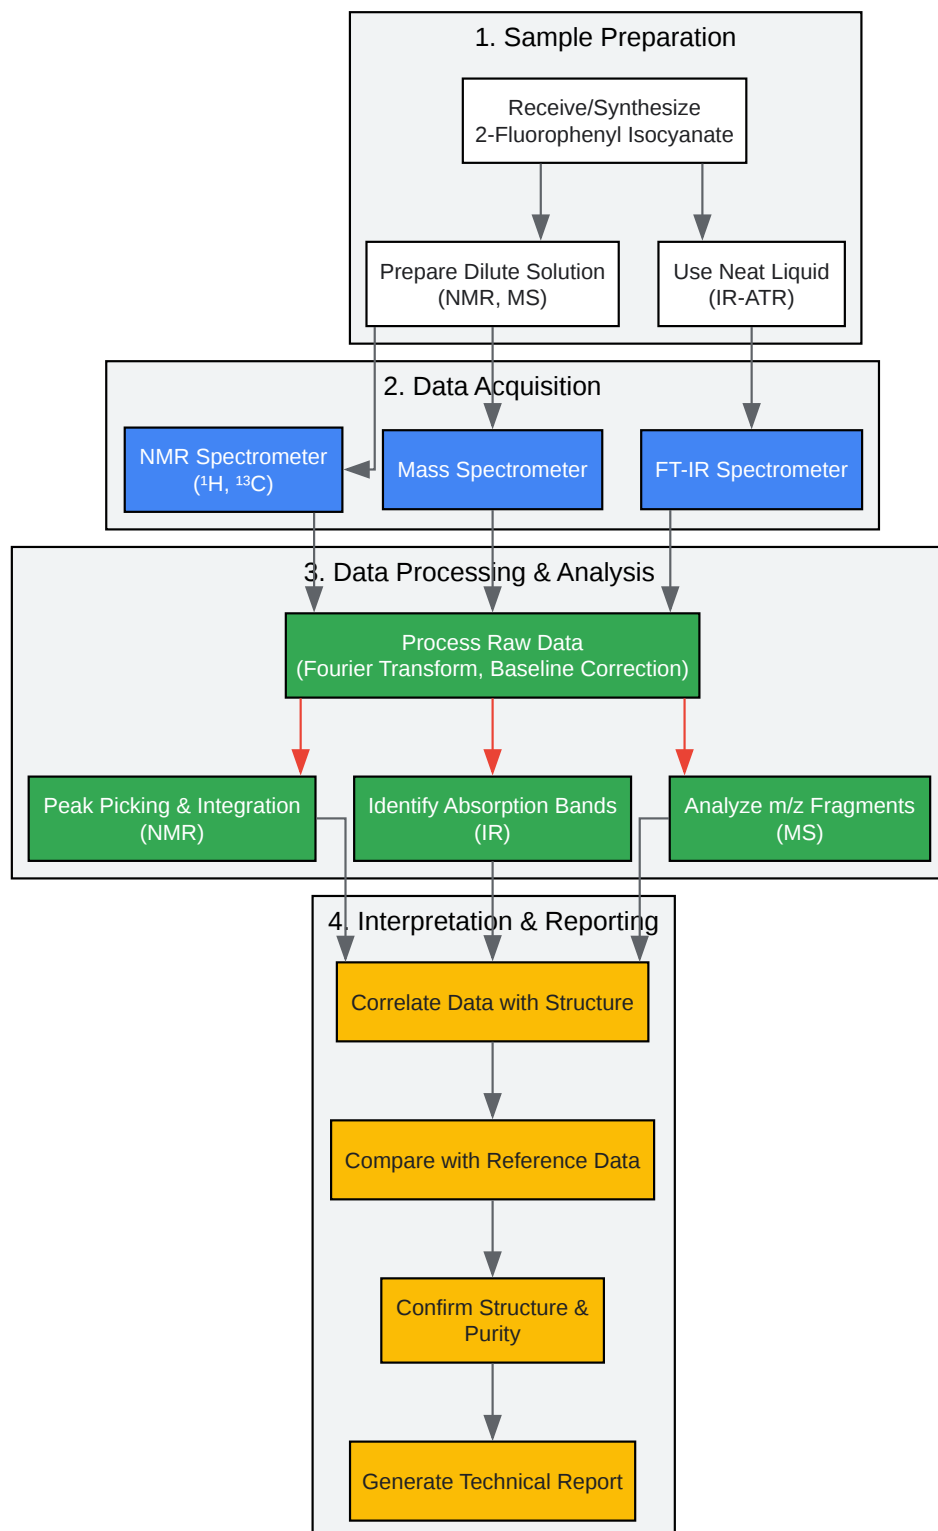 1. Sample Preparation
Receive/Synthesize
2-Fluorophenyl Isocyanate
Prepare Dilute Solution
(NMR, MS)
Use Neat Liquid
(IR-ATR)
2. Data Acquisition
NMR Spectrometer
(¹H, ¹³C)
Mass Spectrometer
FT-IR Spectrometer
3. Data Processing & Analysis
Process Raw Data
(Fourier Transform, Baseline Correction)
Peak Picking & Integration
(NMR)
Identify Absorption Bands
(IR)
Analyze m/z Fragments
(MS)
4. Interpretation & Reporting
Correlate Data with Structure
Compare with Reference Data
Confirm Structure &
Purity
Generate Technical Report